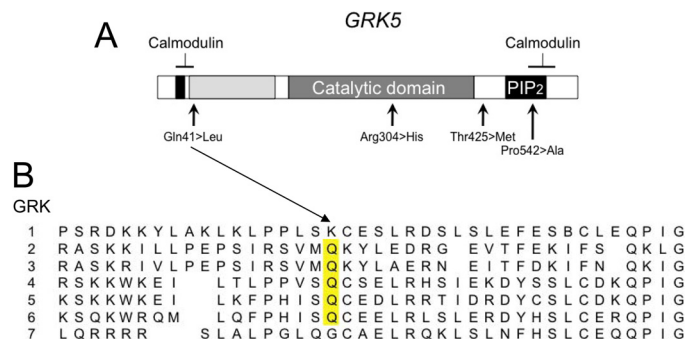 GRK5
A
Calmodulin Calmodulin
Catalytic domain PIP2
Gln41>Leu Arg304>His Thr425>Met
Pro542>Ala
B
GRK
1 P S R D K K Y L A K L K L P P L S K C E S L R D S L S L E F E S B C L E Q P I G
2 R A S K K I L L P E P S I R S V M Q K Y L E D R G E V T F E K I F S Q K L G
3 R A S K R I V L P E P S I R S V M Q K Y L A E R N E I T F D K I F N Q K I G
4 R S K K W K E I L T L P P V S Q C S E L R H S I E K D Y S S L C D K Q P I G
5 K S K K W K E I L K F P H I S Q C E D L R R T I D R D Y C S L C D K Q P I G
6 K S Q K W R Q M L Q F P H I S Q C E E L R L S L E R D Y H S L C E R Q P I G
7 L Q R R R R S L A L P G L Q G C A E L R Q K L S L N F H S L C E Q Q P I G